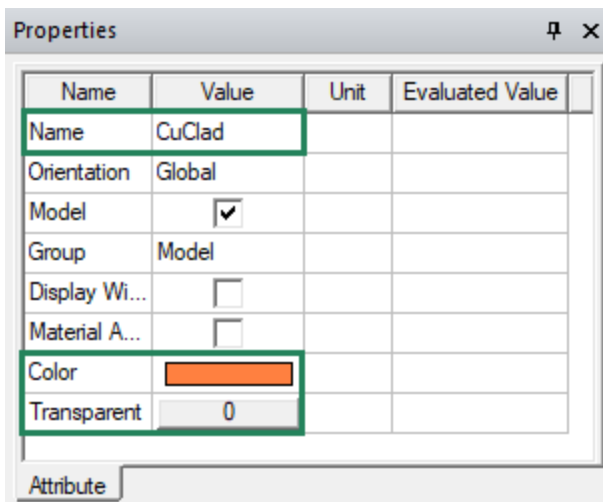 Properties
Name Value Unit Evaluated Value
Name CuClad
Orientation Global
Model
Group Model
Display Wi...
Material A...
Color
Transparent 0
Attribute